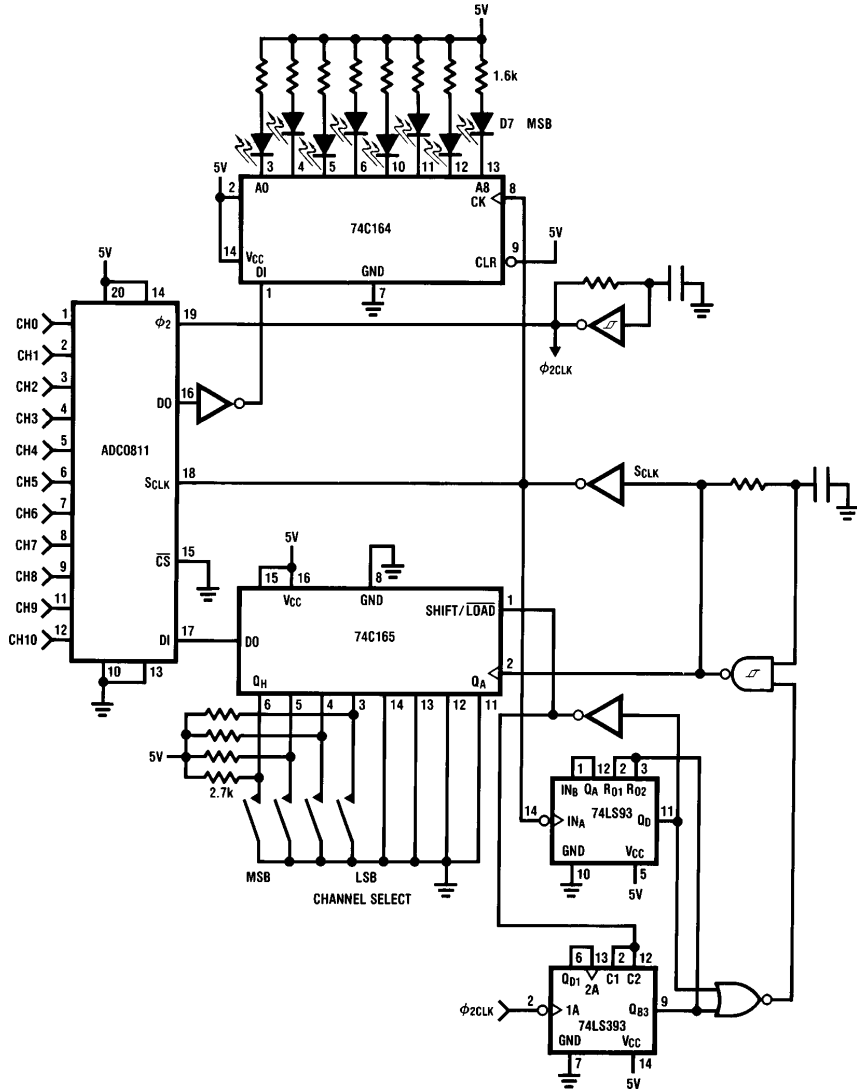 5V
1.6k
D7 MSB
3 4 5 6 10 11 12 13
5V
2 A0 A8 8
CK
74C164
5V
14 VCC 9
DI GND CLR
1 7
5V
20 14
CH0 1 ϕ2 19
CH1 2
ϕ2CLK
CH2 3
DO 16
CH3 4
CH4 5 ADC0811
CH5 6 SCLK 18 SCLK
CH6 7
CH7 8
CH8 9 CS 15
CH9 11
CH10 12 DI 17
10 13
5V
15 16 8
VCC GND SHIFT/LOAD 1
74C165
DO 2
QH QA
6 5 4 3 14 13 12 11
5V
2.7k
1 12 2 3
INB QA R01 R02
74LS93
14 INA QD 11
GND VCC
10 5
5V
MSB LSB
CHANNEL SELECT
6 13 2 12
QD1 C1 C2
2A
ϕ2CLK 2 1A QB3 9
74LS393
GND VCC
7 14
5V